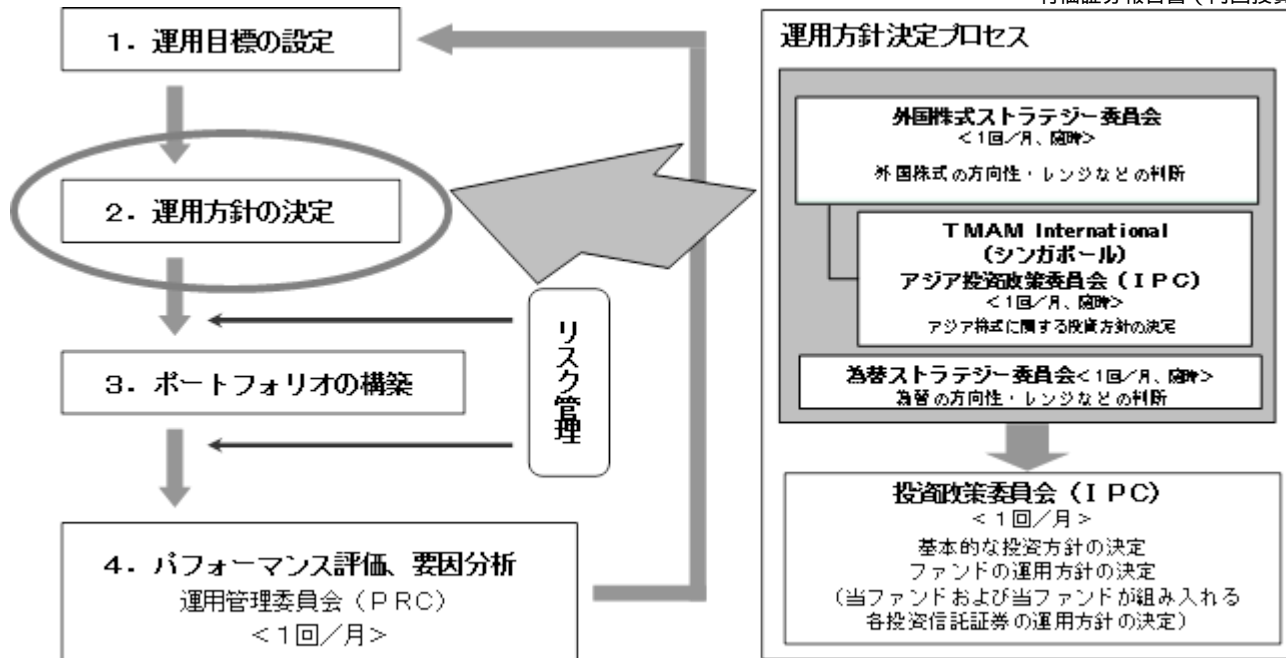 1．運用目標の設定
2．運用方針の決定
3．ポートフォリオの構築
リスク管理
4．パフォーマンス評価、要因分析
運用管理委員会（ＰＲＣ）
＜１回／月＞
運用方針決定プロセス
外国株式ストラテジー委員会
＜１回／月、随時＞
外国株式の方向性・レンジなどの判断
ＴＭＡＭ International
（シンガポール）
アジア投資政策委員会（ＩＰＣ）
＜１回／月、随時＞
アジア株式に関する投資方針の決定
為替ストラテジー委員会＜１回／月、随時＞
為替の方向性・レンジなどの判断
投資政策委員会（ＩＰＣ）
＜１回／月＞
基本的な投資方針の決定
ファンドの運用方針の決定
（当ファンドおよび当ファンドが組み入れる
各投資信託証券の運用方針の決定）